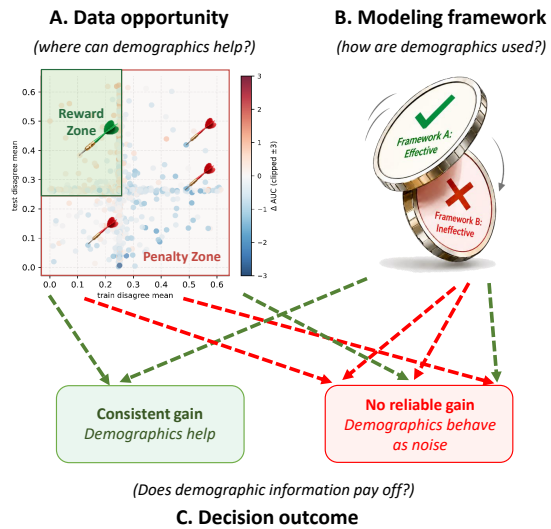 A. Data opportunity
(where can demographics help?)
B. Modeling framework
(how are demographics used?)
Reward
Zone
Penalty Zone
test disagree mean
0.6
0.5
0.4
0.3
0.2
0.1
0.0
0.0
0.1
0.2
0.3
0.4
0.5
0.6
train disagree mean
3
2
1
0
−1
−2
−3
Δ AUC (clipped ±3)
Framework A:
Effective
Framework B:
Ineffective
Consistent gain
Demographics help
No reliable gain
Demographics behave
as noise
(Does demographic information pay off?)
C. Decision outcome